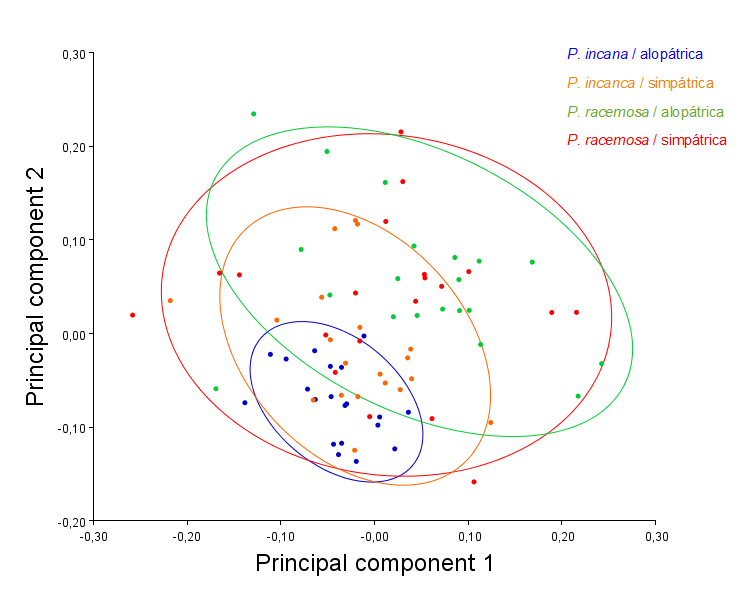 P. incana / alopátrica
P. incanca / simpátrica
P. racemosa / alopátrica
P. racemosa / simpátrica
Principal component 2
0,30
0,20
0,10
0,00
-0,10
-0,20
-0,30 -0,20 -0,10 -0,00 0,10 0,20 0,30
Principal component 1